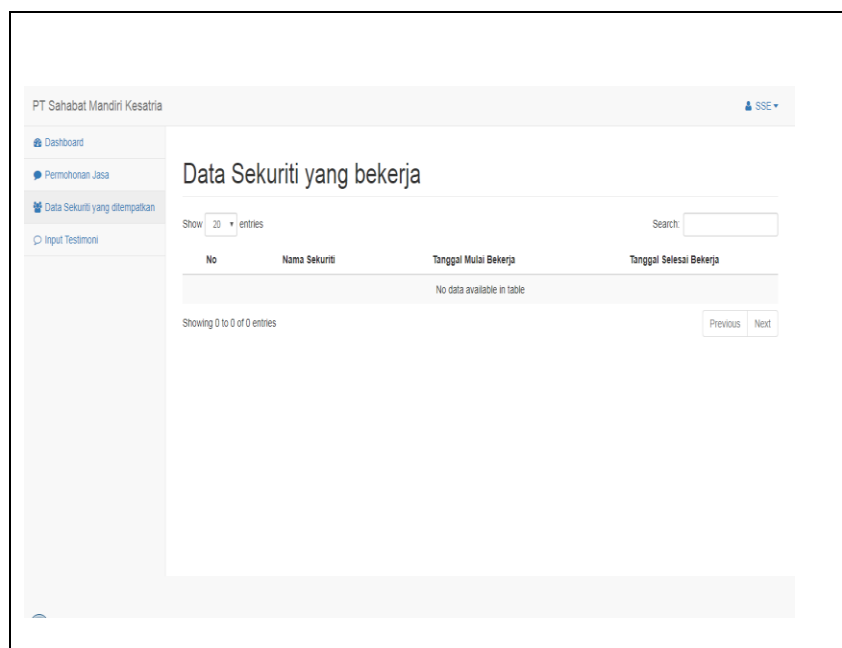 PT Sahabat Mandiri Kesatria
SSE
Dashboard
Permohonan Jasa
Data Sekuriti yang ditempatkan
Input Testimoni
Data Sekuriti yang bekerja
Show 20 entries
Search:
No Nama Sekuriti Tanggal Mulai Bekerja Tanggal Selesai Bekerja
No data available in table
Showing 0 to 0 of 0 entries
Previous Next